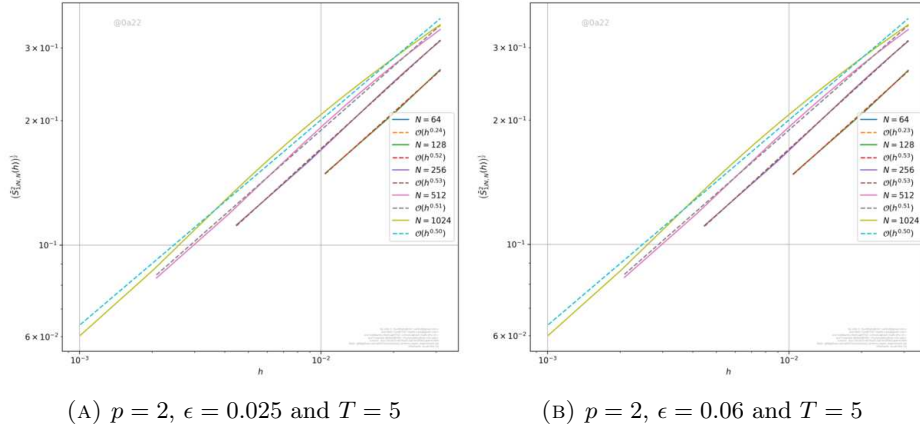 @0a22
@0a22
3 × 10⁻¹
2 × 10⁻¹
10⁻¹
6 × 10⁻²
10⁻³
10⁻²
h
N = 64
𝒪(h^0.24)
N = 128
𝒪(h^0.52)
N = 256
𝒪(h^0.53)
N = 512
𝒪(h^0.51)
N = 1024
𝒪(h^0.50)
3 × 10⁻¹
2 × 10⁻¹
10⁻¹
6 × 10⁻²
10⁻³
10⁻²
h
N = 64
𝒪(h^0.23)
N = 128
𝒪(h^0.53)
N = 256
𝒪(h^0.53)
N = 512
𝒪(h^0.51)
N = 1024
𝒪(h^0.50)
(A) p = 2, ϵ = 0.025 and T = 5
(B) p = 2, ϵ = 0.06 and T = 5